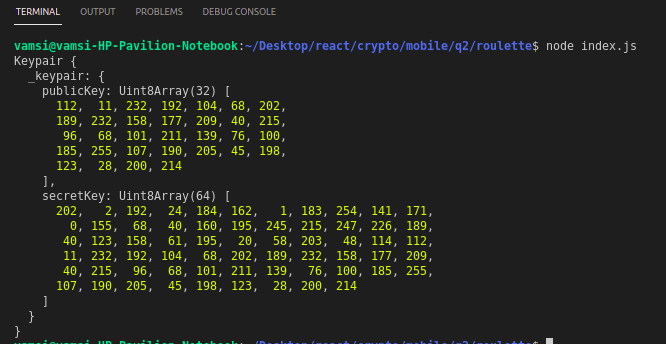 TERMINAL OUTPUT PROBLEMS DEBUG CONSOLE
vamsi@vamsi-HP-Pavilion-Notebook:~/Desktop/react/crypto/mobile/q2/roulette$ node index.js
Keypair {
  _keypair: {
    publicKey: Uint8Array(32) [
      112,  11, 232, 192, 104, 68, 202,
      189, 232, 158, 177, 209, 40, 215,
       96,  68, 101, 211, 139, 76, 100,
      185, 255, 107, 190, 205, 45, 198,
      123,  28, 200, 214
    ],
    secretKey: Uint8Array(64) [
      202,   2, 192,  24, 184, 162,   1, 183, 254, 141, 171,
        0, 155,  68,  40, 160, 195, 245, 215, 247, 226, 189,
       40, 123, 158,  61, 195,  20,  58, 203,  48, 114, 112,
       11, 232, 192, 104,  68, 202, 189, 232, 158, 177, 209,
       40, 215,  96,  68, 101, 211, 139,  76, 100, 185, 255,
      107, 190, 205,  45, 198, 123,  28, 200, 214
    ]
  }
}
vamsi@vamsi-HP-Pavilion-Notebook:~/Desktop/react/crypto/mobile/q2/roulette$